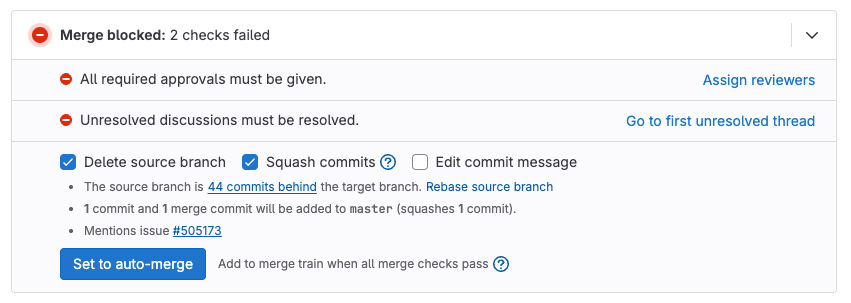 Merge blocked: 2 checks failed
All required approvals must be given. Assign reviewers
Unresolved discussions must be resolved. Go to first unresolved thread
Delete source branch Squash commits ? Edit commit message
The source branch is 44 commits behind the target branch. Rebase source branch
1 commit and 1 merge commit will be added to master (squashes 1 commit).
Mentions issue #505173
Set to auto-merge Add to merge train when all merge checks pass ?